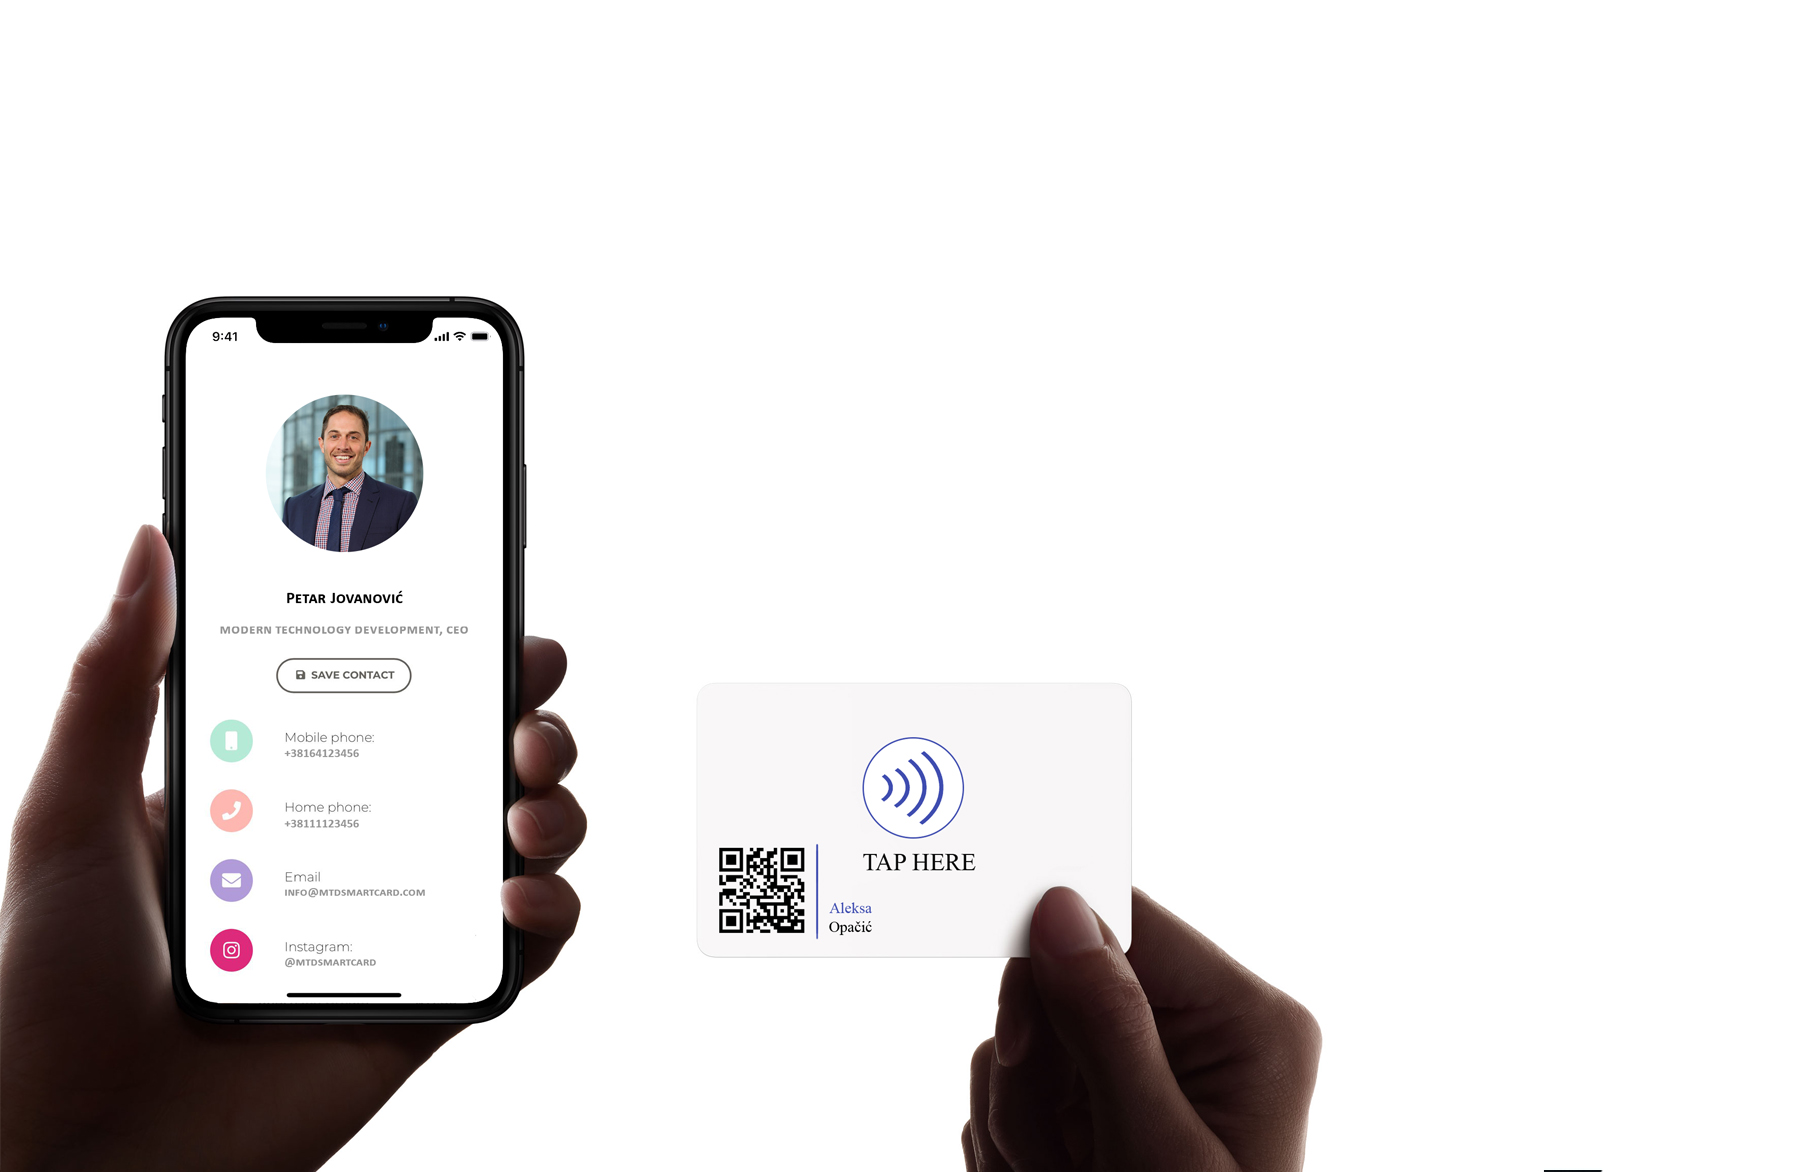 9:41
Petar Jovanović
MODERN TECHNOLOGY DEVELOPMENT, CEO
SAVE CONTACT
Mobile phone:
+38164123456
Home phone:
+38111123456
Email
INFO@MTDSMARTCARD.COM
Instagram:
@MTDSMARTCARD
TAP HERE
Aleksa
Opačić